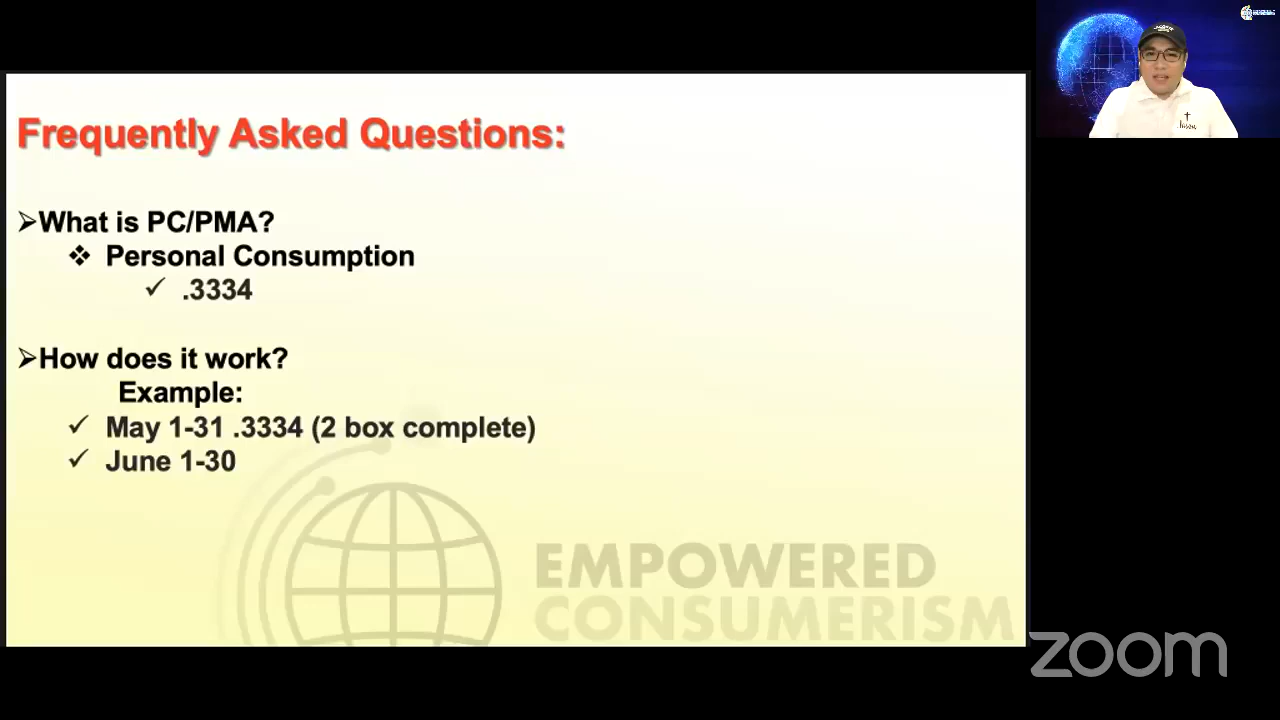 Frequently Asked Questions:
➢What is PC/PMA?
❖ Personal Consumption
✓ .3334
➢How does it work?
Example:
✓ May 1-31 .3334 (2 box complete)
✓ June 1-30
EMPOWERED
CONSUMERISM
zoom